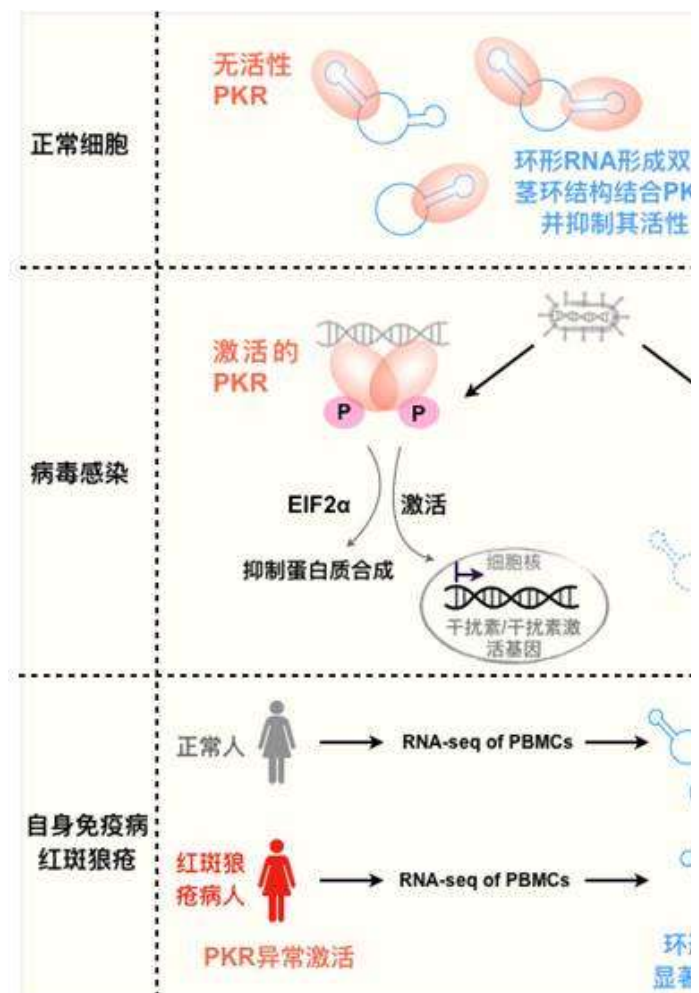 正常细胞
无活性
PKR
环形RNA形成双
茎环结构结合PK
并抑制其活性
病毒感染
激活的
PKR
P
P
EIF2α
激活
抑制蛋白质合成
细胞核
干扰素/干扰素激
活基因
自身免疫病
红斑狼疮
正常人
RNA-seq of PBMCs
红斑狼
疮病人
RNA-seq of PBMCs
PKR异常激活
环
显著